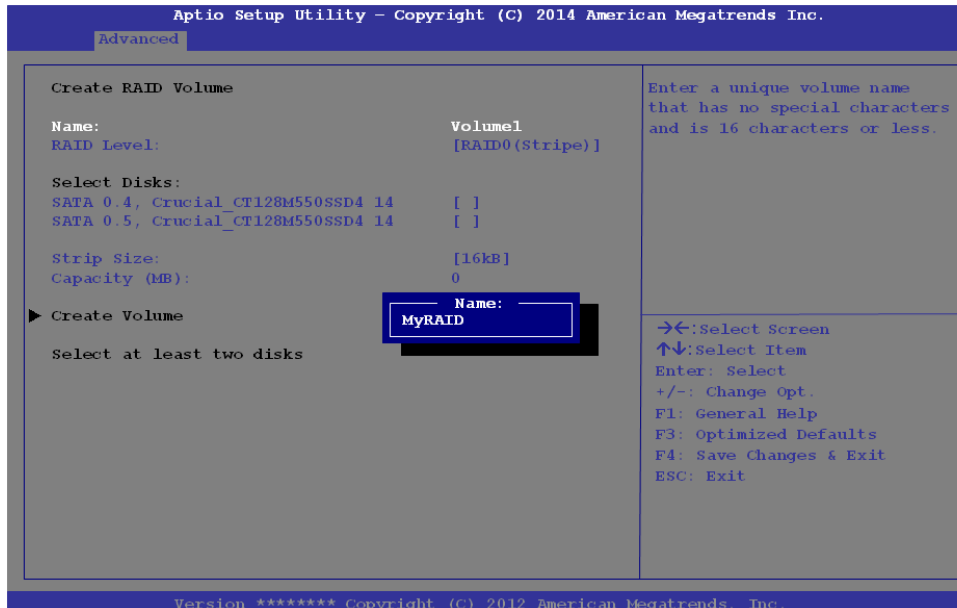 Aptio Setup Utility – Copyright (C) 2014 American Megatrends Inc.
Advanced
Create RAID Volume
Name: Volume1
RAID Level: [RAID0(Stripe)]
Select Disks:
SATA 0.4, Crucial_CT128M550SSD4 14 [ ]
SATA 0.5, Crucial_CT128M550SSD4 14 [ ]
Strip Size: [16kB]
Capacity (MB): 0
Create Volume
Select at least two disks
Name:
MyRAID
Enter a unique volume name
that has no special characters
and is 16 characters or less.
→←:Select Screen
↑↓:Select Item
Enter: Select
+/-: Change Opt.
F1: General Help
F3: Optimized Defaults
F4: Save Changes & Exit
ESC: Exit
Version ******** Copyright (C) 2012 American Megatrends, Inc.